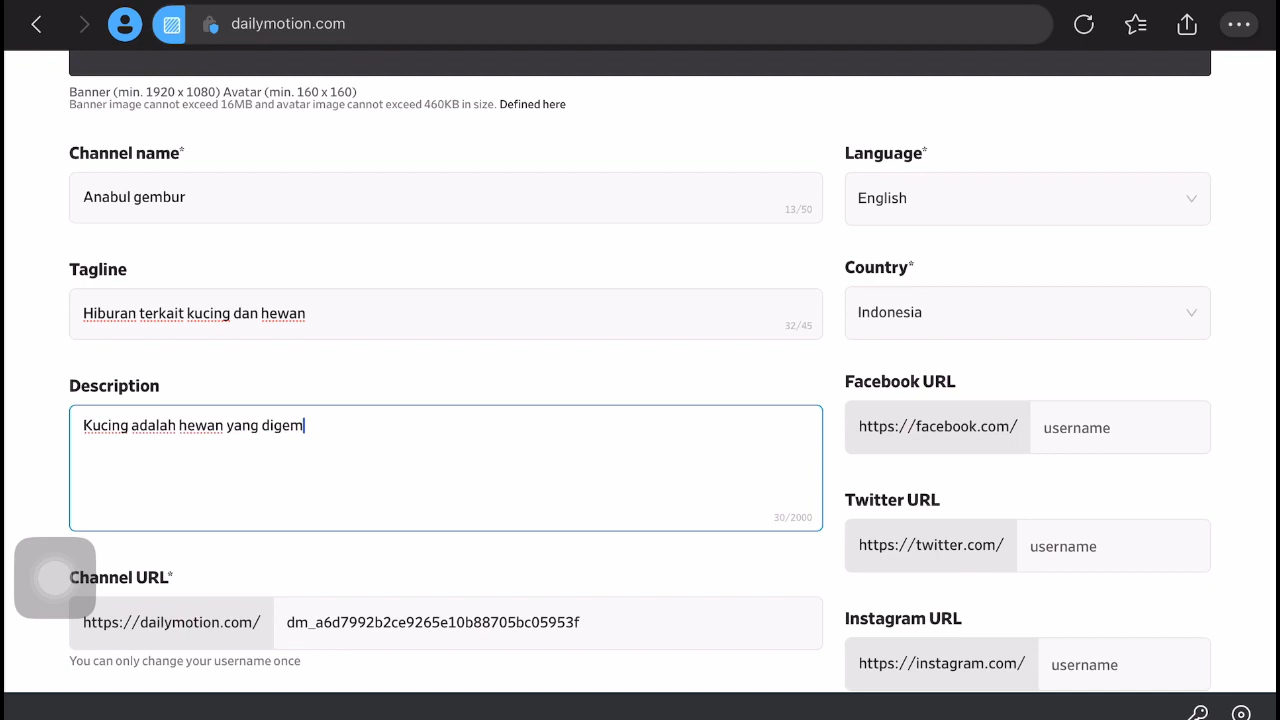 dailymotion.com
Banner (min. 1920 x 1080) Avatar (min. 160 x 160)
Banner image cannot exceed 16MB and avatar image cannot exceed 460KB in size. Defined here
Channel name*
Anabul gembur
13/50
Tagline
Hiburan terkait kucing dan hewan
32/45
Description
Kucing adalah hewan yang digem
30/2000
Channel URL*
https://dailymotion.com/ dm_a6d7992b2ce9265e10b88705bc05953f
You can only change your username once
Language*
English
Country*
Indonesia
Facebook URL
https://facebook.com/ username
Twitter URL
https://twitter.com/ username
Instagram URL
https://instagram.com/ username